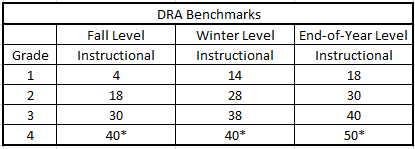 DRA Benchmarks
Fall Level Winter Level End-of-Year Level
Grade Instructional Instructional Instructional
1 4 14 18
2 18 28 30
3 30 38 40
4 40* 40* 50*